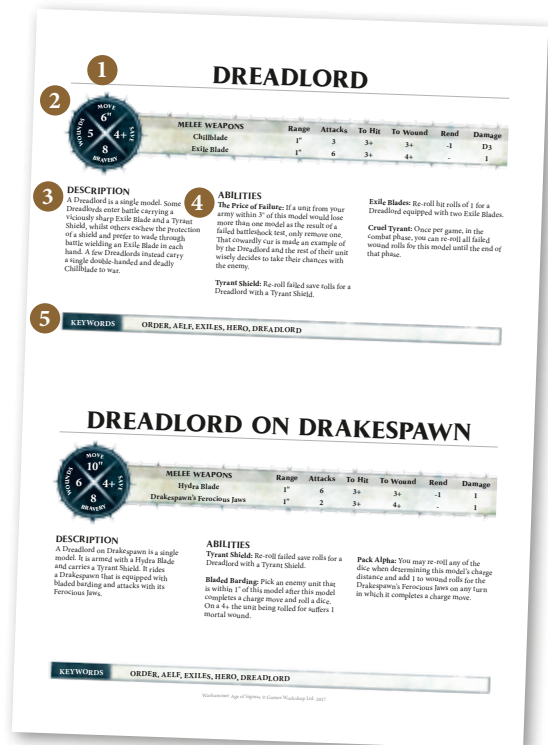 1
DREADLORD
2
MOVE
6"
WOUNDS
5
4+
SAVE
8
BRAVERY
MELEE WEAPONS Range Attacks To Hit To Wound Rend Damage
Chillblade 1" 3 3+ 3+ -1 D3
Exile Blade 1" 6 3+ 4+ - 1
3
DESCRIPTION
A Dreadlord is a single model. Some
Dreadlords enter battle carrying a
viciously sharp Exile Blade and a Tyrant
Shield, whilst others eschew the protection
of a shield and prefer to wade through
battle wielding an Exile Blade in each
hand. A few Dreadlords instead carry
a single double-handed and deadly
Chillblade to war.
4
ABILITIES
The Price of Failure: If a unit from your
army within 3" of this model would lose
more than one model as the result of a
failed battleshock test, only remove one.
That cowardly cur is made an example of
by the Dreadlord and the rest of their unit
wisely decides to take their chances with
the enemy.
Tyrant Shield: Re-roll failed save rolls for a
Dreadlord with a Tyrant Shield.
Exile Blades: Re-roll hit rolls of 1 for a
Dreadlord equipped with two Exile Blades.
Cruel Tyrant: Once per game, in the
combat phase, you can re-roll all failed
wound rolls for this model until the end of
that phase.
5
KEYWORDS ORDER, AELF, EXILES, HERO, DREADLORD
DREADLORD ON DRAKESPAWN
MOVE
10"
WOUNDS
6
4+
SAVE
8
BRAVERY
MELEE WEAPONS Range Attacks To Hit To Wound Rend Damage
Hydra Blade 1" 6 3+ 3+ -1 1
Drakespawn's Ferocious Jaws 1" 2 3+ 4+ - 1
DESCRIPTION
A Dreadlord on Drakespawn is a single
model. It is armed with a Hydra Blade
and carries a Tyrant Shield. It rides
a Drakespawn that is equipped with
bladed barding and attacks with its
Ferocious Jaws.
ABILITIES
Tyrant Shield: Re-roll failed save rolls for a
Dreadlord with a Tyrant Shield.
Bladed Barding: Pick an enemy unit that
is within 1" of this model after this model
completes a charge move and roll a dice.
On a 4+ the unit being rolled for suffers 1
mortal wound.
Pack Alpha: You may re-roll any of the
dice when determining this model's charge
distance and add 1 to wound rolls for the
Drakespawn's Ferocious Jaws on any turn
in which it completes a charge move.
KEYWORDS ORDER, AELF, EXILES, HERO, DREADLORD
Warhammer Age of Sigmar, © Games Workshop Ltd. 2017